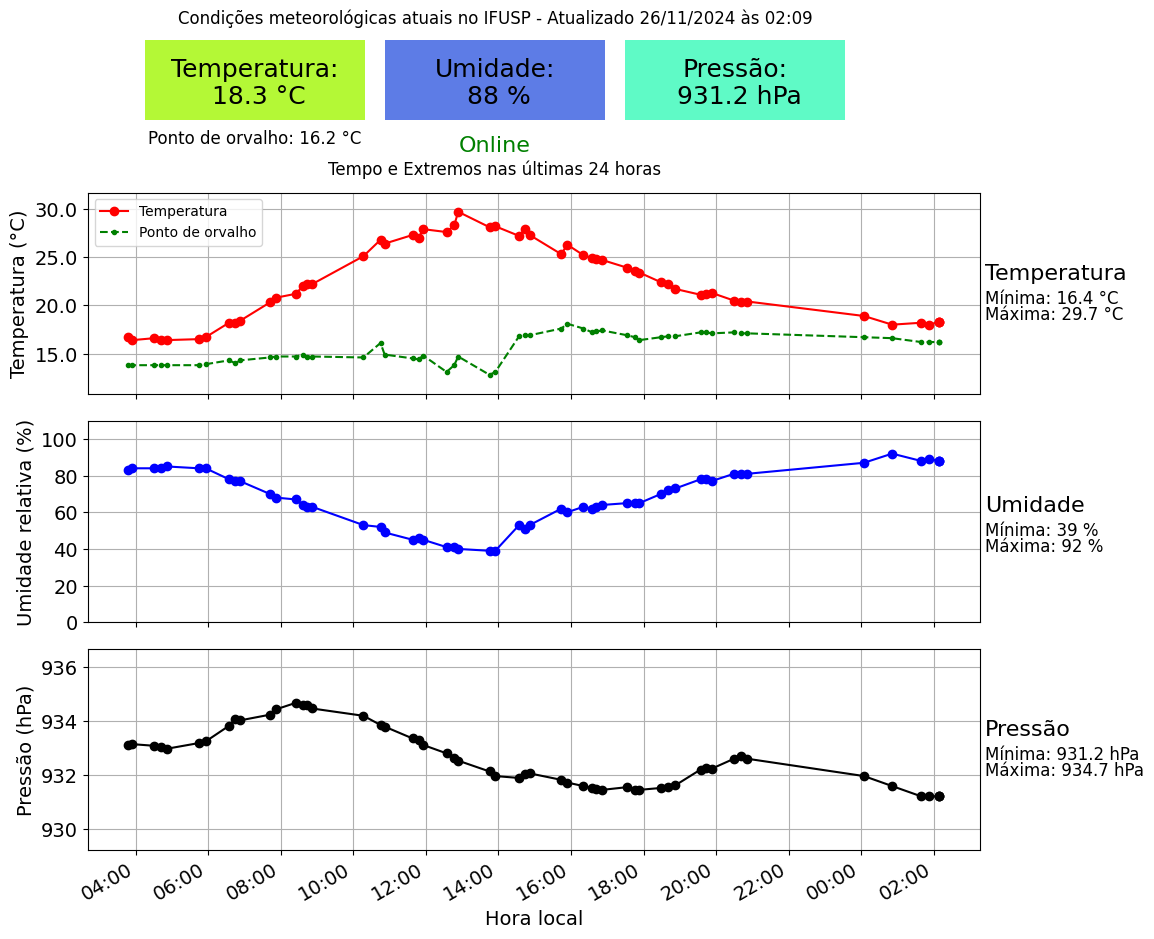 Condições meteorológicas atuais no IFUSP - Atualizado 26/11/2024 às 02:09
Temperatura:
18.3 °C
Umidade:
88 %
Pressão:
931.2 hPa
Ponto de orvalho: 16.2 °C
Online
Tempo e Extremos nas últimas 24 horas
Temperatura (°C)
30.0
25.0
20.0
15.0
Temperatura
Ponto de orvalho
Temperatura
Mínima: 16.4 °C
Máxima: 29.7 °C
Umidade relativa (%)
100
80
60
40
20
0
Umidade
Mínima: 39 %
Máxima: 92 %
Pressão (hPa)
936
934
932
930
Pressão
Mínima: 931.2 hPa
Máxima: 934.7 hPa
04:00 06:00 08:00 10:00 12:00 14:00 16:00 18:00 20:00 22:00 00:00 02:00
Hora local